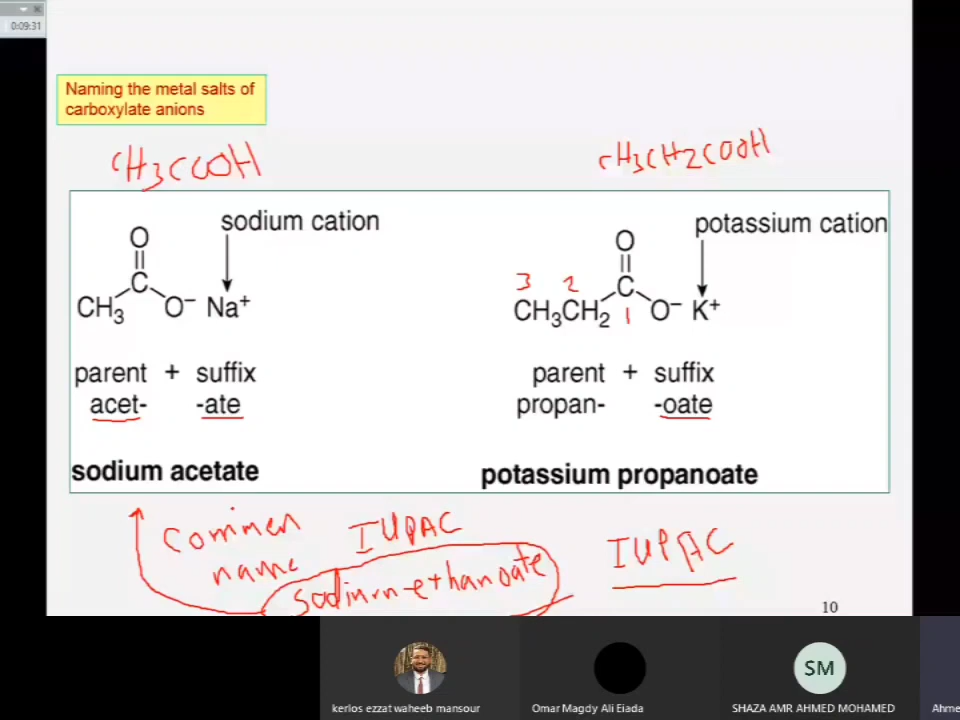 0:09:31
Naming the metal salts of
carboxylate anions
CH3COOH
CH3CH2COOH
sodium cation
O
C
CH3 O– Na+
potassium cation
O
3 2
C
CH3CH2 1 O– K+
parent + suffix
acet- -ate
sodium acetate
parent + suffix
propan- -oate
potassium propanoate
Common
name
IUPAC
sodium-ethanoate
IUPAC
10
SM
kerlos ezzat waheeb mansour
Omar Magdy Ali Eiada
SHAZA AMR AHMED MOHAMED
Ahme